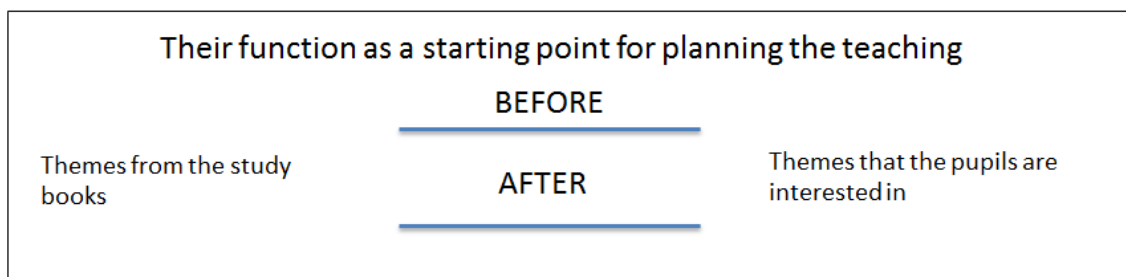 Their function as a starting point for planning the teaching
BEFORE
Themes from the study
books
AFTER
Themes that the pupils are
interested in